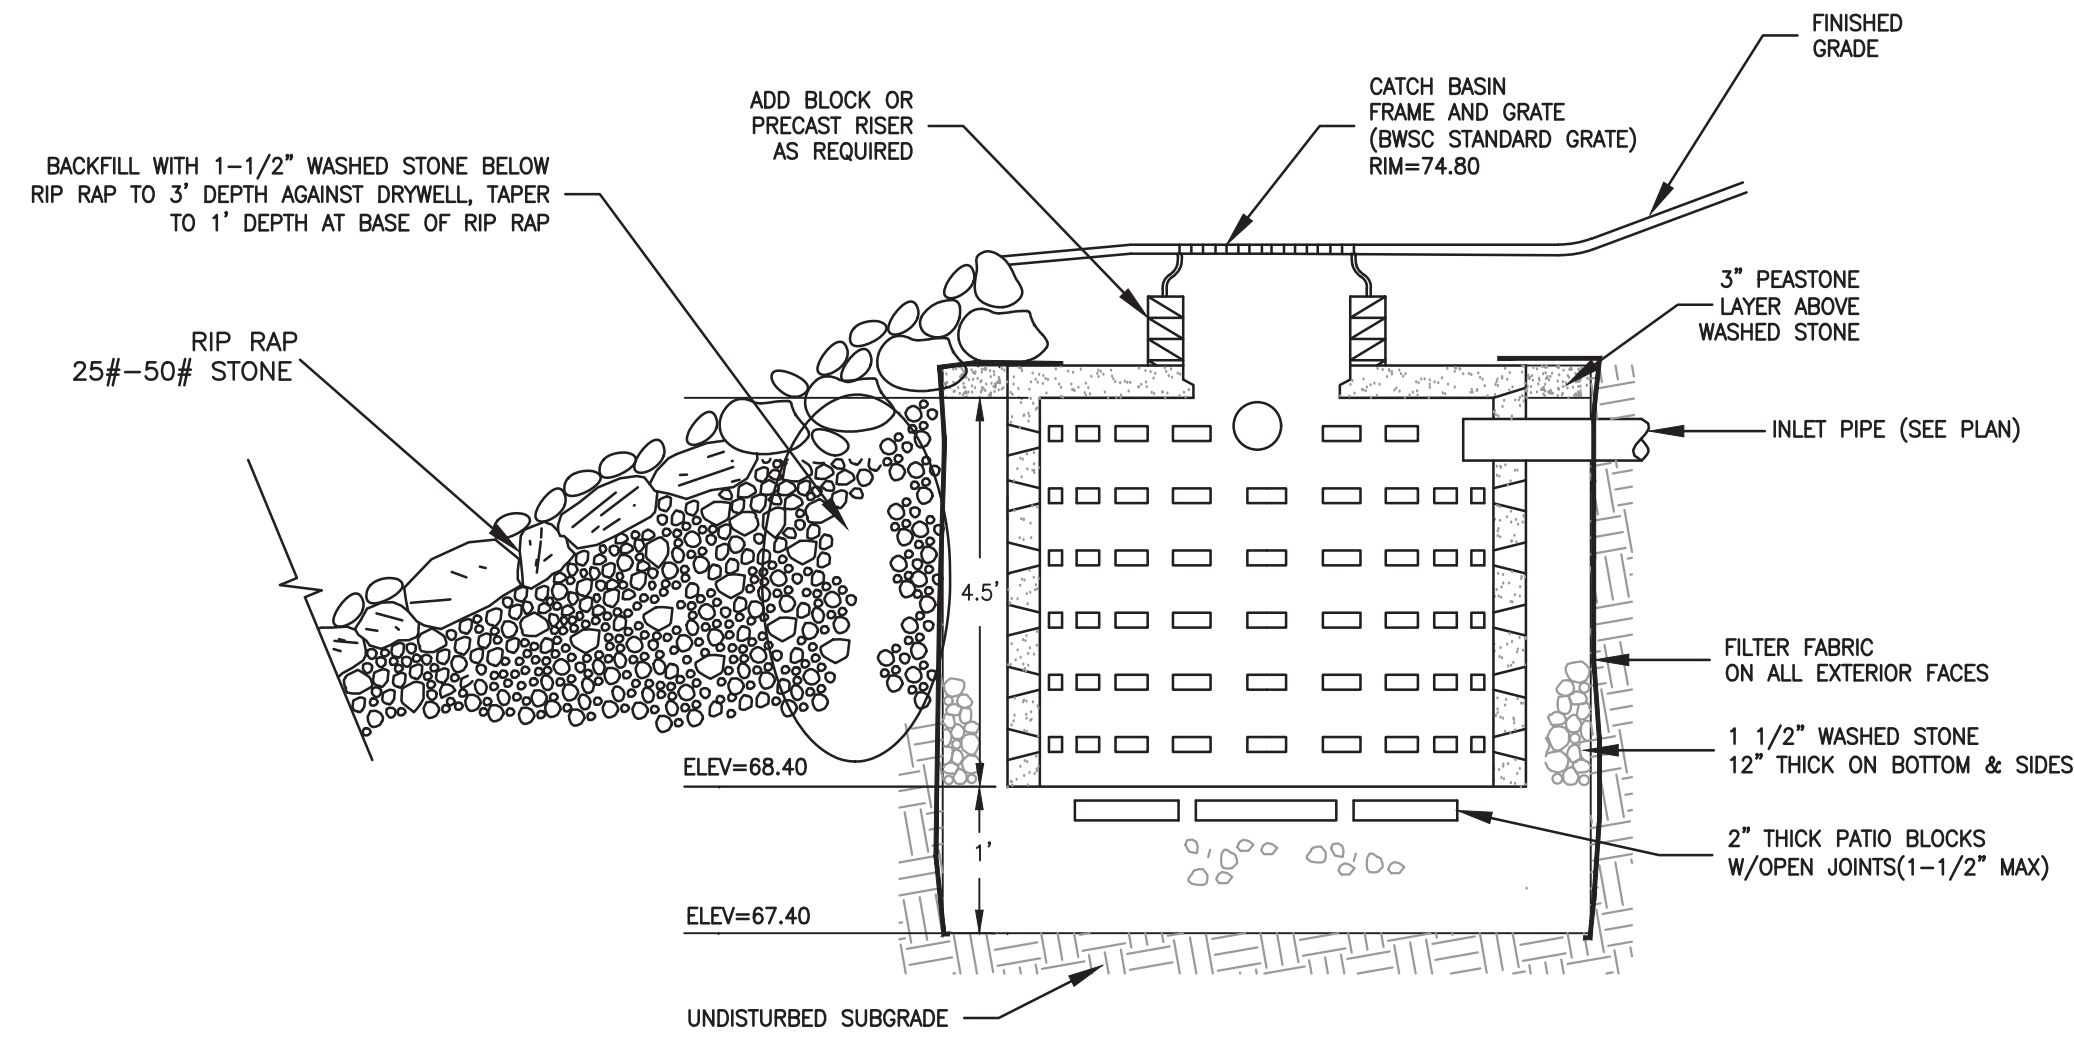 FINISHED
GRADE
CATCH BASIN
FRAME AND GRATE
(BWSC STANDARD GRATE)
RIM=74.80
ADD BLOCK OR
PRECAST RISER
AS REQUIRED
BACKFILL WITH 1-1/2" WASHED STONE BELOW
RIP RAP TO 3' DEPTH AGAINST DRYWELL, TAPER
TO 1' DEPTH AT BASE OF RIP RAP
3" PEASTONE
LAYER ABOVE
WASHED STONE
RIP RAP
25#-50# STONE
INLET PIPE (SEE PLAN)
4.5'
FILTER FABRIC
ON ALL EXTERIOR FACES
1 1/2" WASHED STONE
12" THICK ON BOTTOM & SIDES
ELEV=68.40
2" THICK PATIO BLOCKS
W/OPEN JOINTS(1-1/2" MAX)
1'
ELEV=67.40
UNDISTURBED SUBGRADE